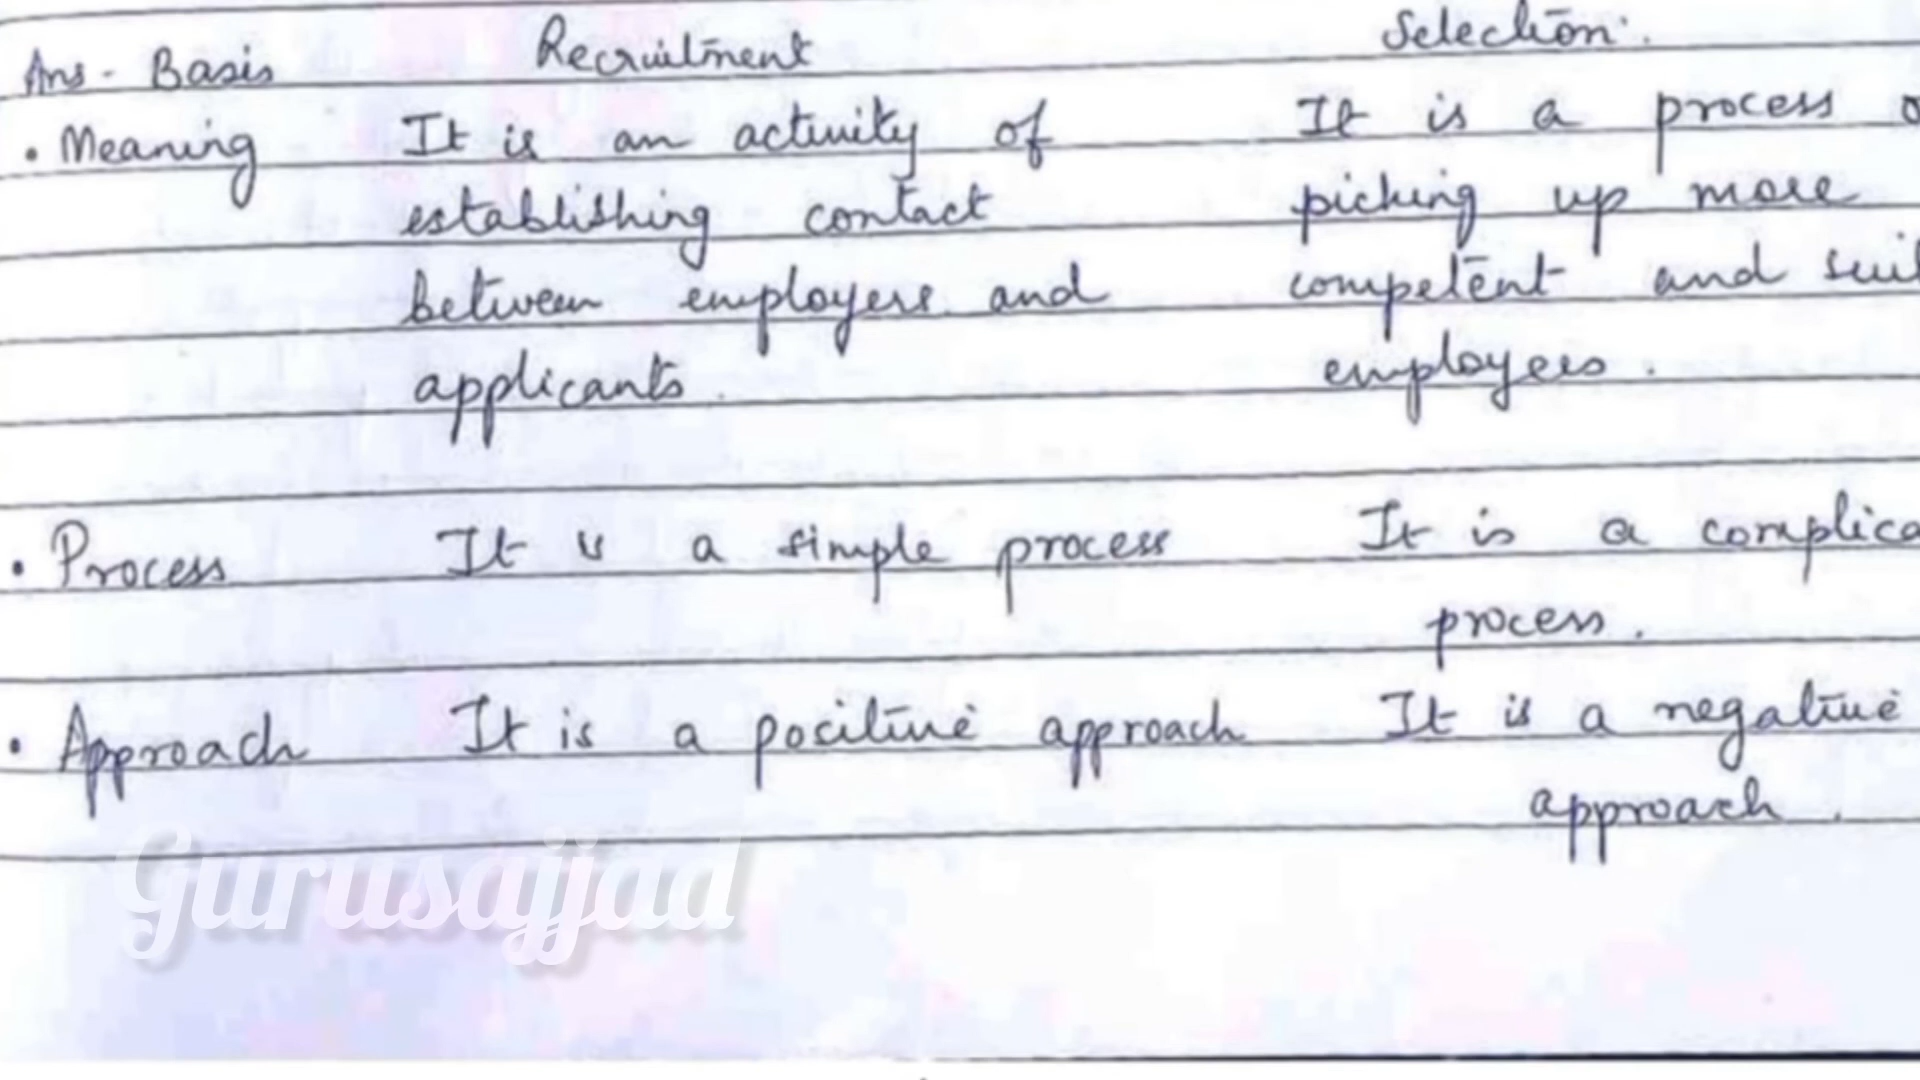 Ans - Basis Recruitment Selection.
• Meaning It is an activity of It is a process
establishing contact picking up more
between employers and competent and
applicants. employees.
• Process It is a simple process It is a
process.
• Approach It is a positive approach It is a negative
approach.
Gurusajjad